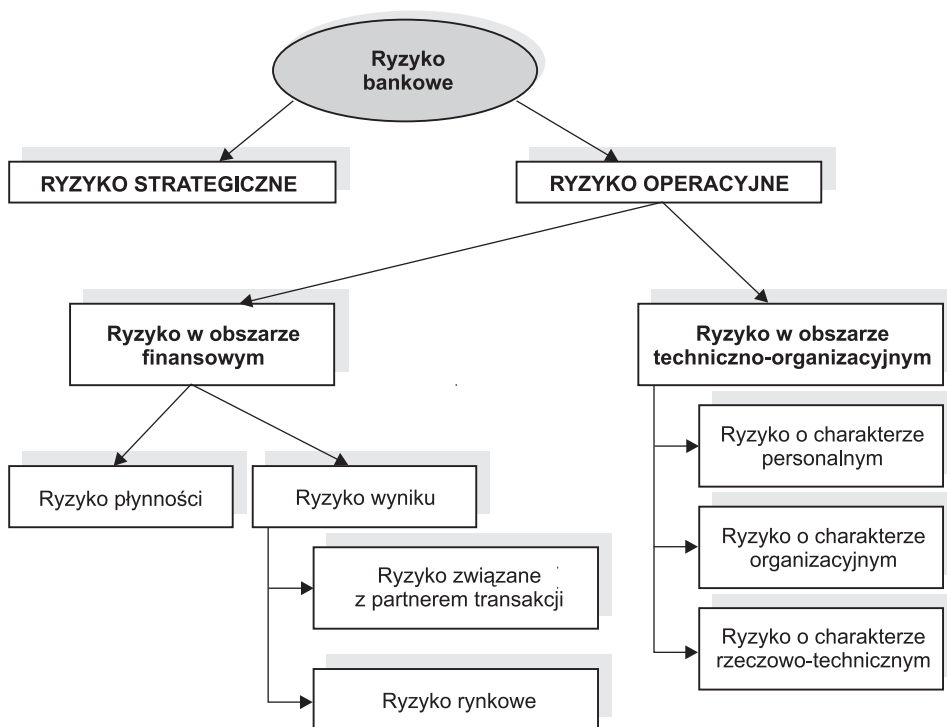 Ryzyko
bankowe
RYZYKO STRATEGICZNE
RYZYKO OPERACYJNE
Ryzyko w obszarze
finansowym
Ryzyko w obszarze
techniczno-organizacyjnym
Ryzyko o charakterze
personalnym
Ryzyko płynności
Ryzyko wyniku
Ryzyko o charakterze
organizacyjnym
Ryzyko związane
z partnerem transakcji
Ryzyko o charakterze
rzeczowo-technicznym
Ryzyko rynkowe